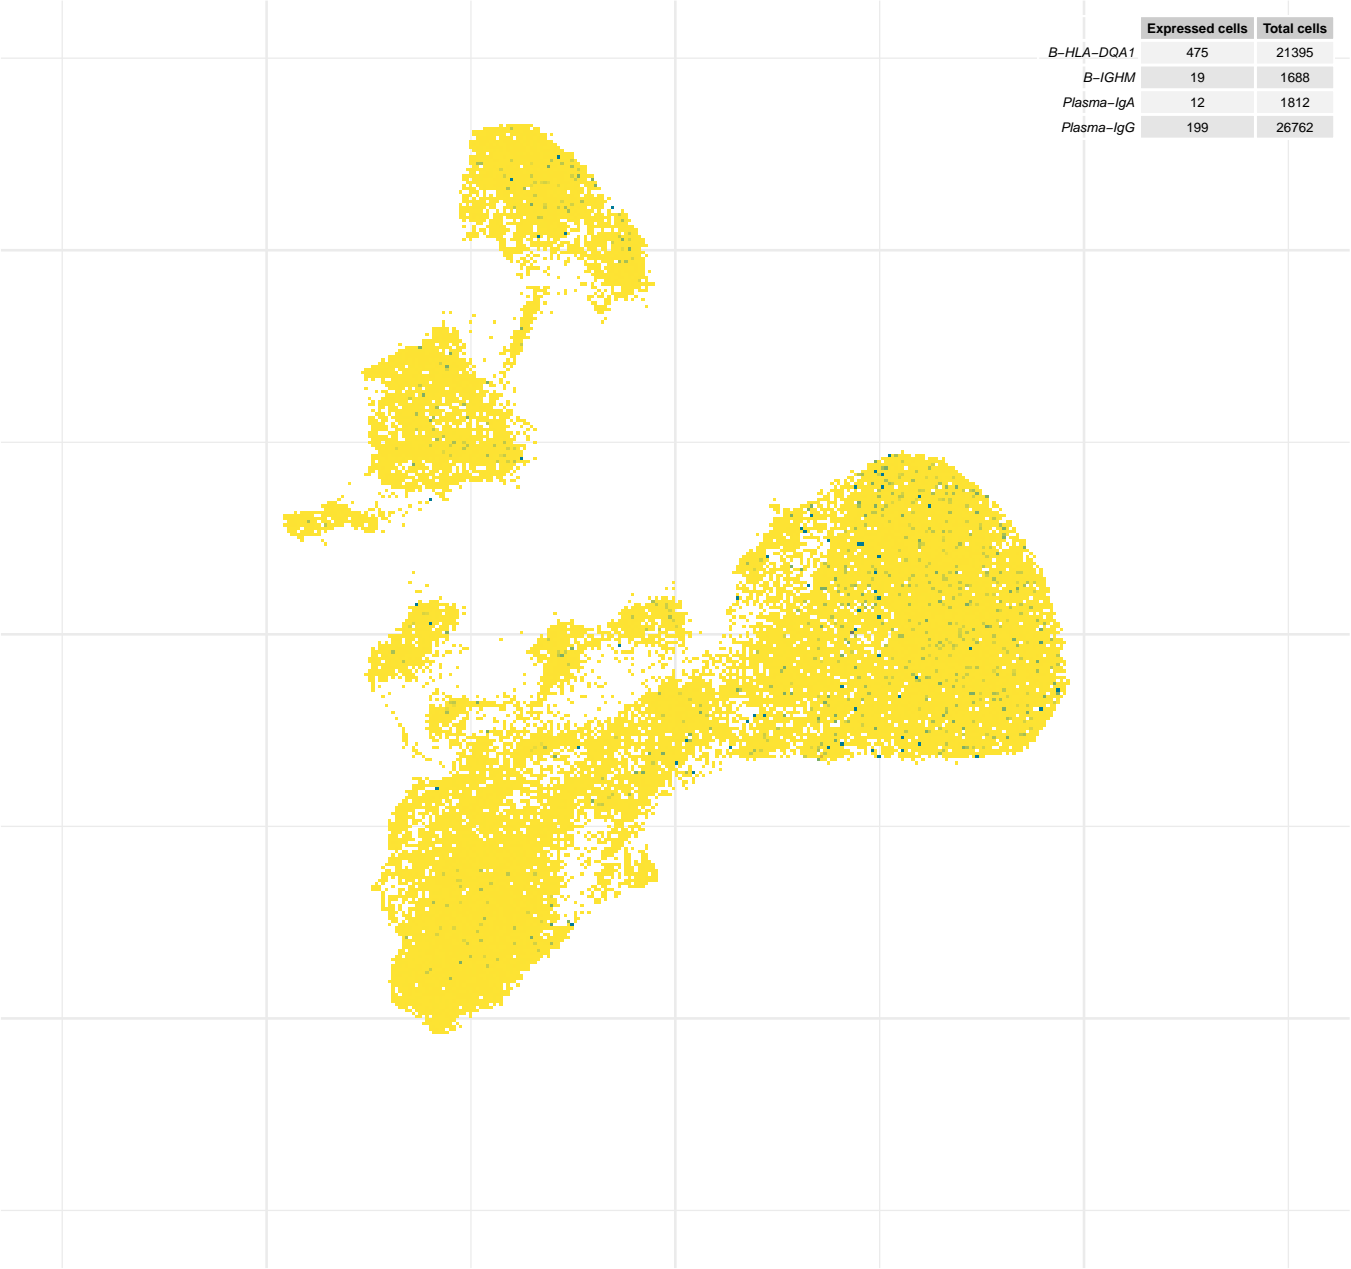 Expressed cells Total cells
B−HLA−DQA1 475 21395
B−IGHM 19 1688
Plasma−IgA 12 1812
Plasma−IgG 199 26762